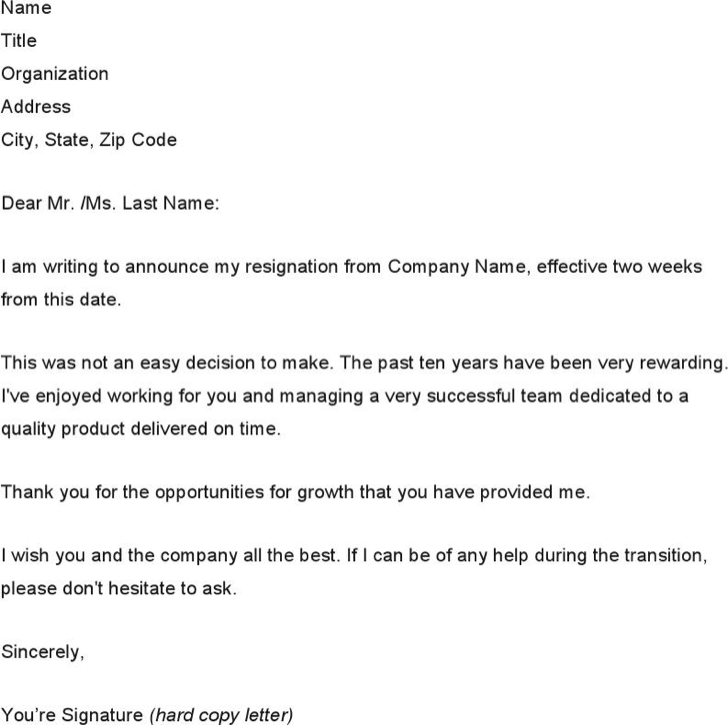 Name
Title
Organization
Address
City, State, Zip Code
Dear Mr. /Ms. Last Name:
I am writing to announce my resignation from Company Name, effective two weeks
from this date.
This was not an easy decision to make. The past ten years have been very rewarding.
I've enjoyed working for you and managing a very successful team dedicated to a
quality product delivered on time.
Thank you for the opportunities for growth that you have provided me.
I wish you and the company all the best. If I can be of any help during the transition,
please don't hesitate to ask.
Sincerely,
You’re Signature (hard copy letter)